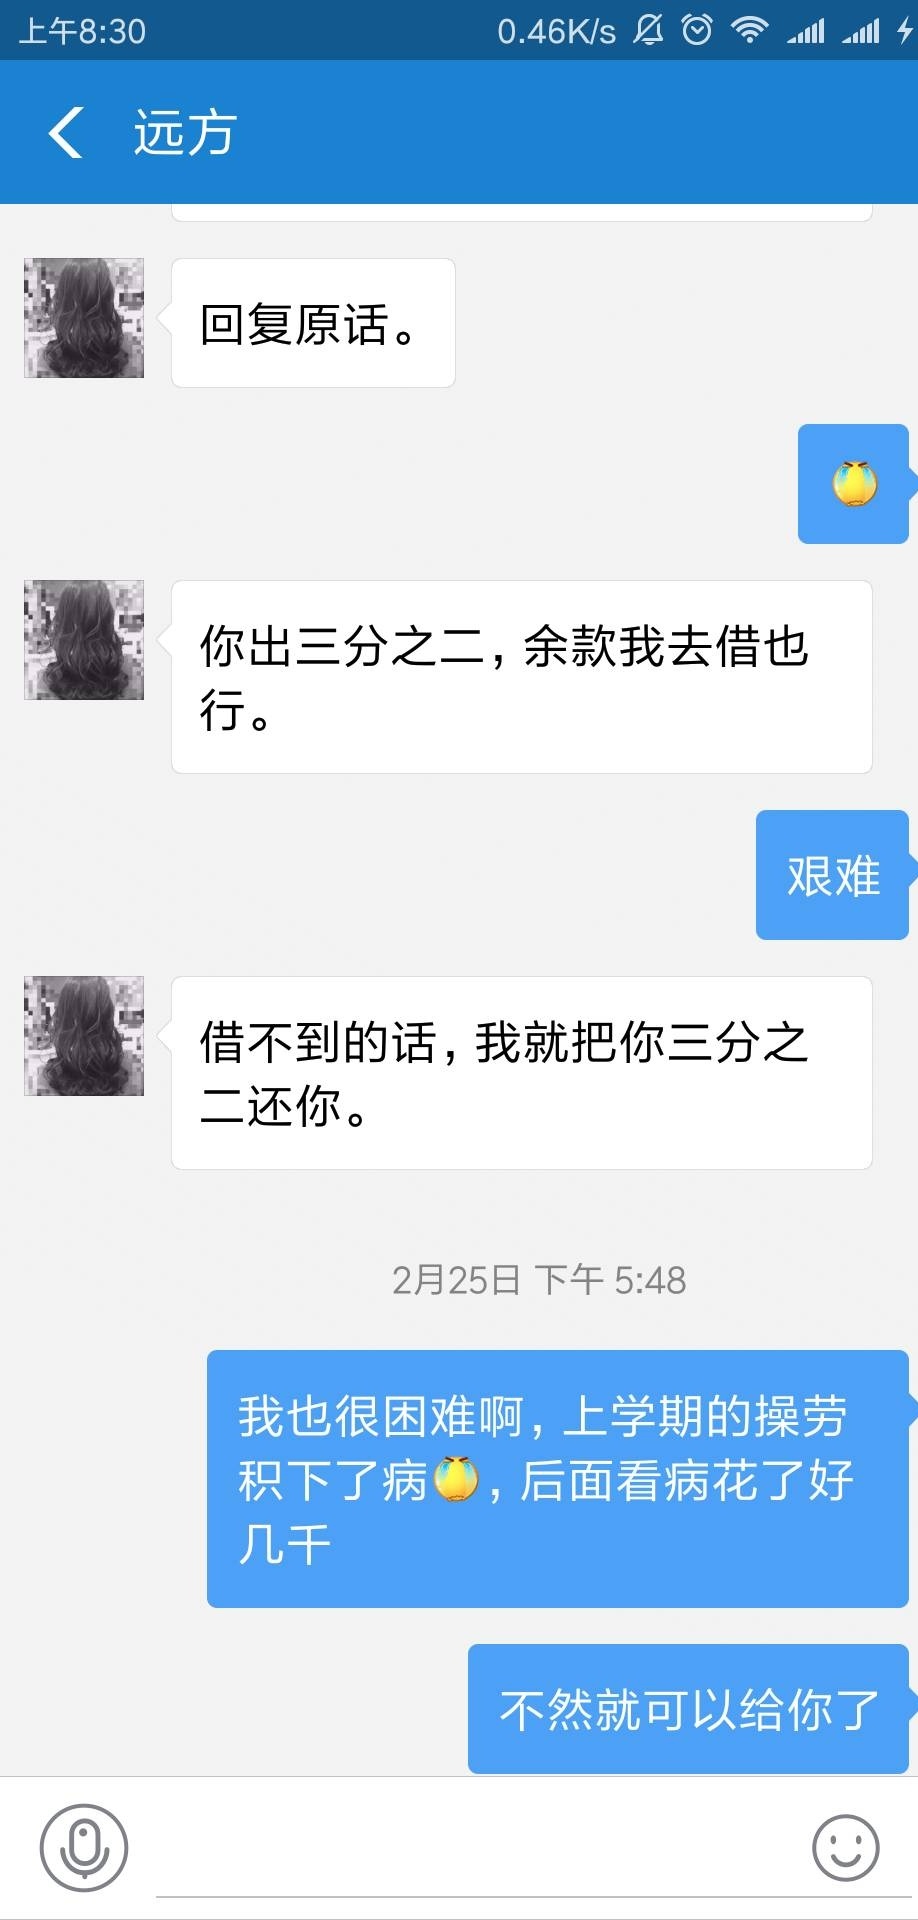 上午8:30
0.46K/s
远方
回复原话。
你出三分之二，余款我去借也
行。
艰难
借不到的话，我就把你三分之
二还你。
2月25日 下午 5:48
我也很困难啊，上学期的操劳
积下了病，后面看病花了好
几千
不然就可以给你了